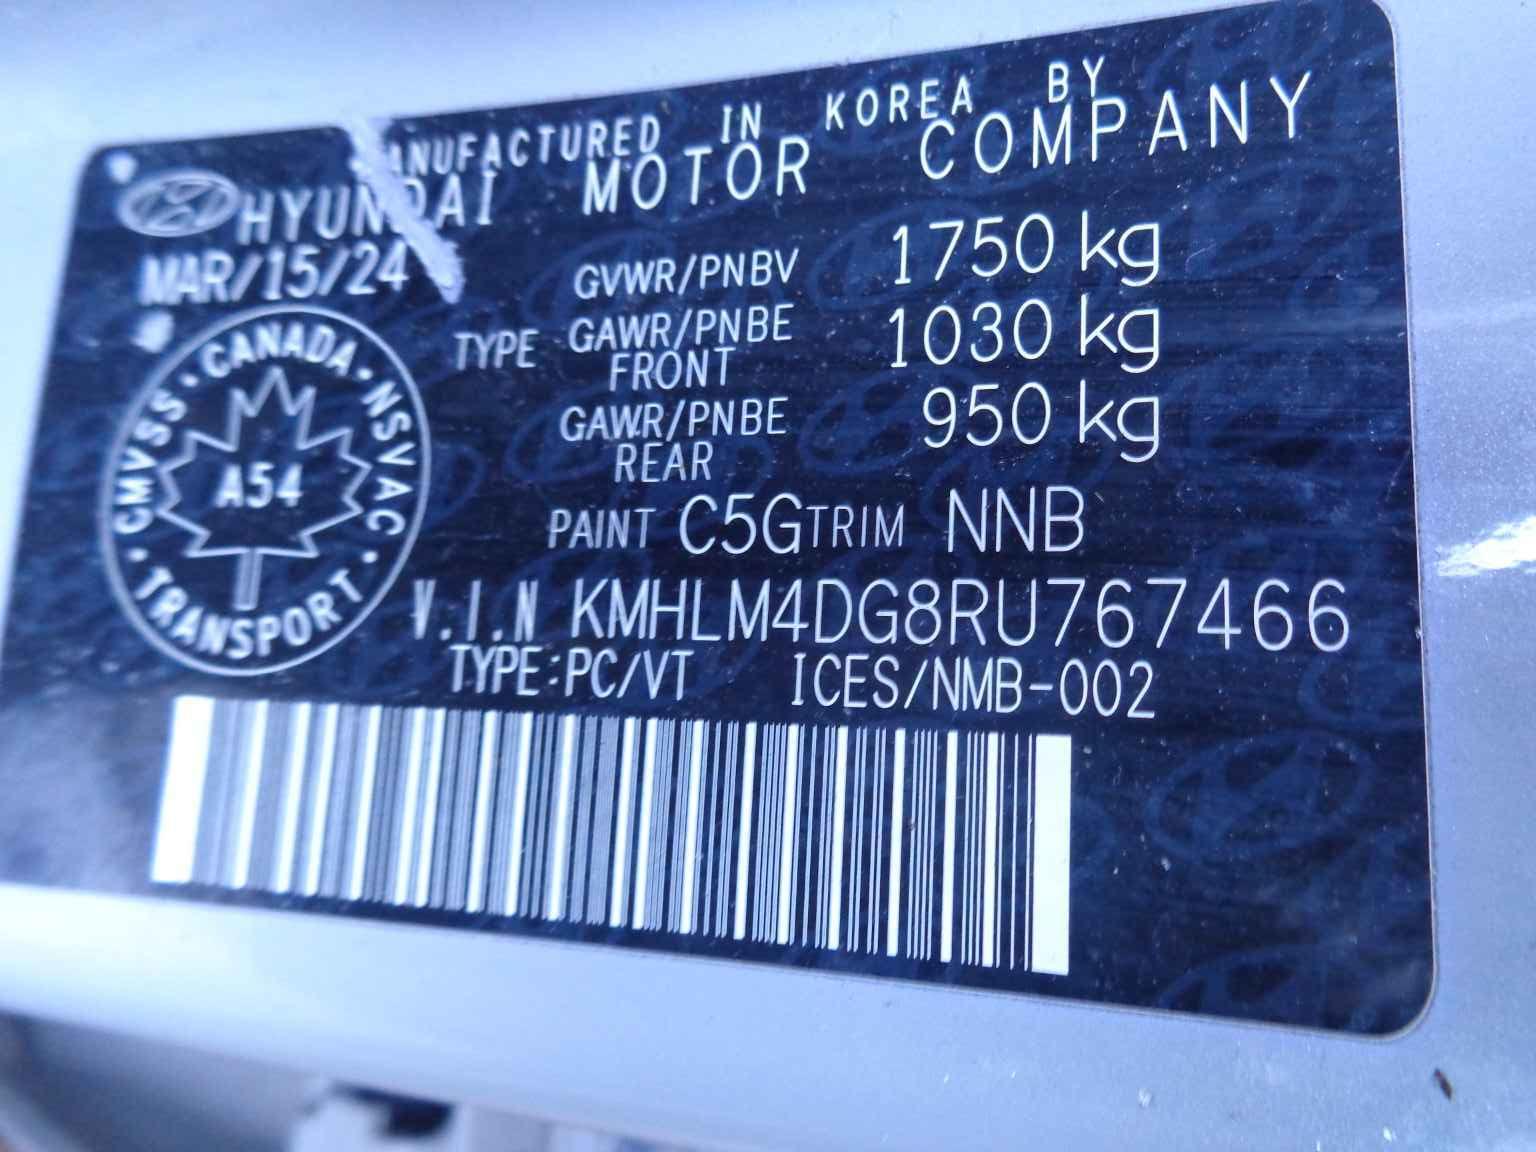 MANUFACTURED IN KOREA BY
HYUNDAI MOTOR COMPANY
MAR/15/24
GVWR/PNBV 1750 kg
TYPE GAWR/PNBE FRONT 1030 kg
GAWR/PNBE REAR 950 kg
CMVSS · CANADA · NSVAC · TRANSPORT ·
A54
PAINT C5G TRIM NNB
V.I.N KMHLM4DG8RU767466
TYPE:PC/VT ICES/NMB-002